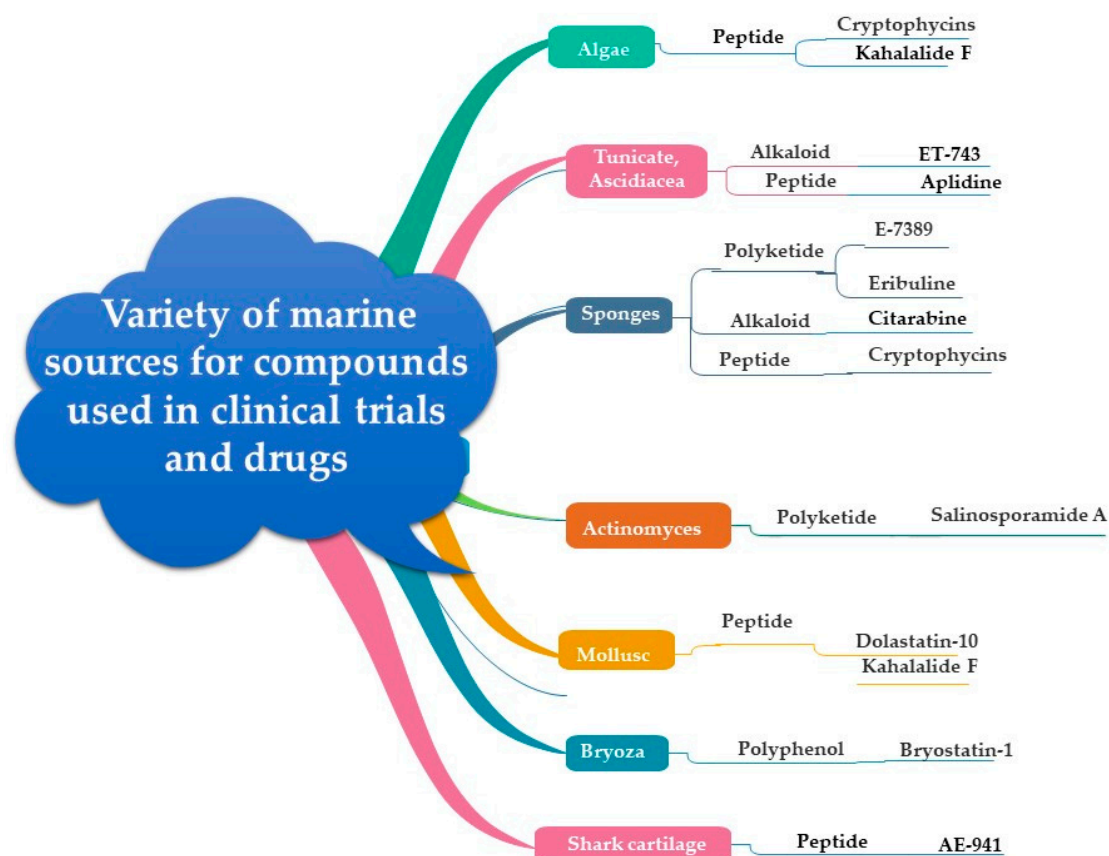 Variety of marine
sources for compounds
used in clinical trials
and drugs
Algae
Peptide
Cryptophycins
Kahalalide F
Tunicate,
Ascidiacea
Alkaloid
ET-743
Peptide
Aplidine
Sponges
Polyketide
E-7389
Eribuline
Alkaloid
Citarabine
Peptide
Cryptophycins
Actinomyces
Polyketide
Salinosporamide A
Mollusc
Peptide
Dolastatin-10
Kahalalide F
Bryoza
Polyphenol
Bryostatin-1
Shark cartilage
Peptide
AE-941